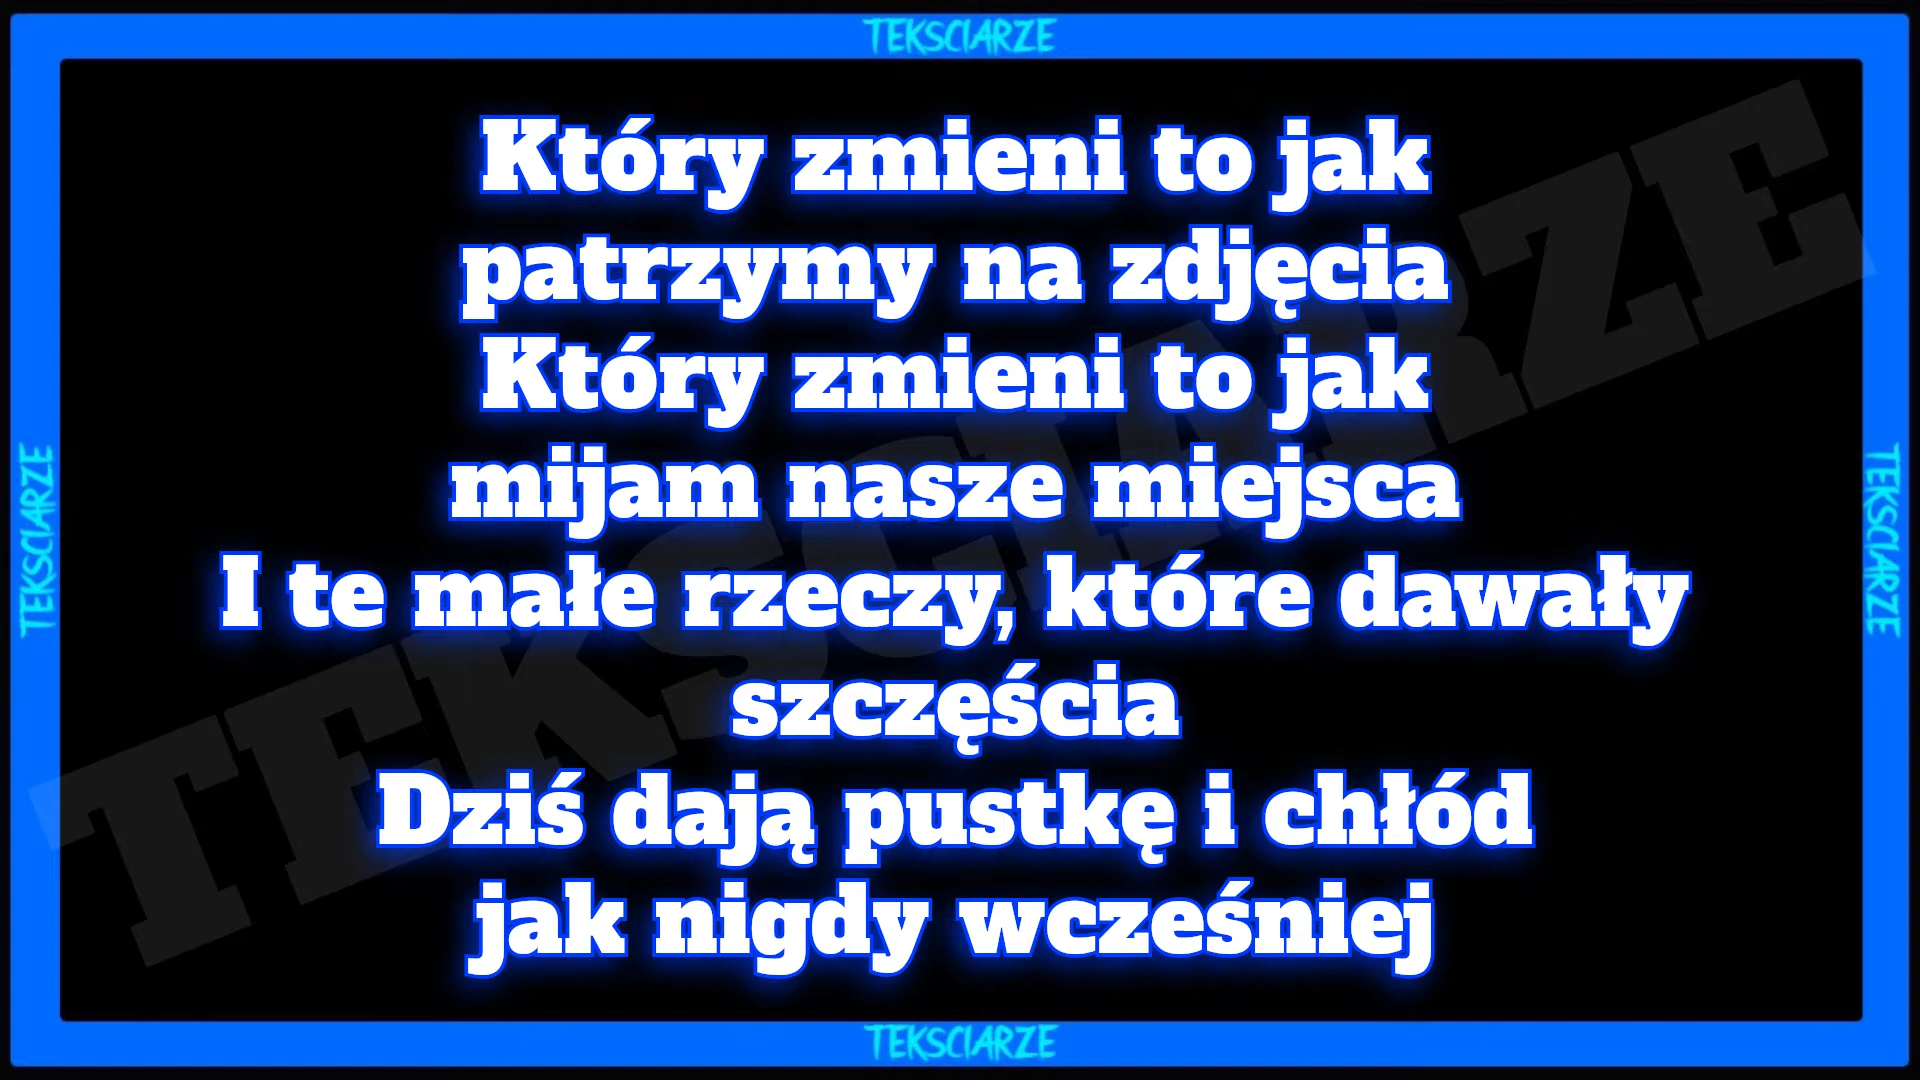 TEKSCIARZE
Który zmieni to jak
patrzymy na zdjęcia
Który zmieni to jak
mijam nasze miejsca
I te małe rzeczy, które dawały
szczęścia
Dziś dają pustkę i chłód
jak nigdy wcześniej
TEKSCIARZE
TEKSCIARZE
TEKSCIARZE
TEKSCIARZE